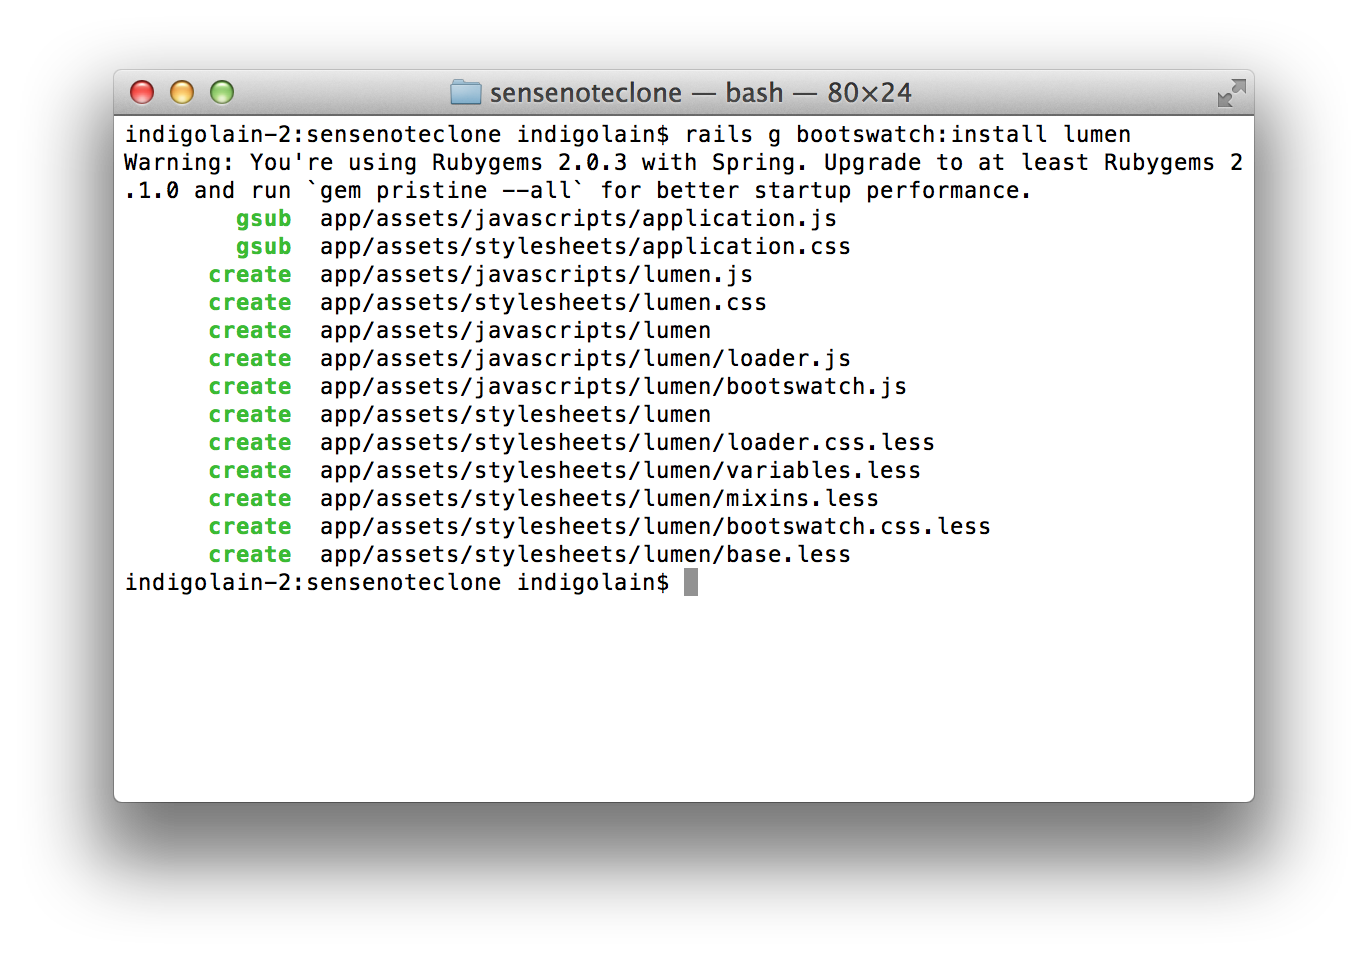 sensenoteclone — bash — 80×24
indigolain-2:sensenoteclone indigolain$ rails g bootswatch:install lumen
Warning: You're using Rubygems 2.0.3 with Spring. Upgrade to at least Rubygems 2
.1.0 and run `gem pristine --all` for better startup performance.
gsub  app/assets/javascripts/application.js
gsub  app/assets/stylesheets/application.css
create  app/assets/javascripts/lumen.js
create  app/assets/stylesheets/lumen.css
create  app/assets/javascripts/lumen
create  app/assets/javascripts/lumen/loader.js
create  app/assets/javascripts/lumen/bootswatch.js
create  app/assets/stylesheets/lumen
create  app/assets/stylesheets/lumen/loader.css.less
create  app/assets/stylesheets/lumen/variables.less
create  app/assets/stylesheets/lumen/mixins.less
create  app/assets/stylesheets/lumen/bootswatch.css.less
create  app/assets/stylesheets/lumen/base.less
indigolain-2:sensenoteclone indigolain$